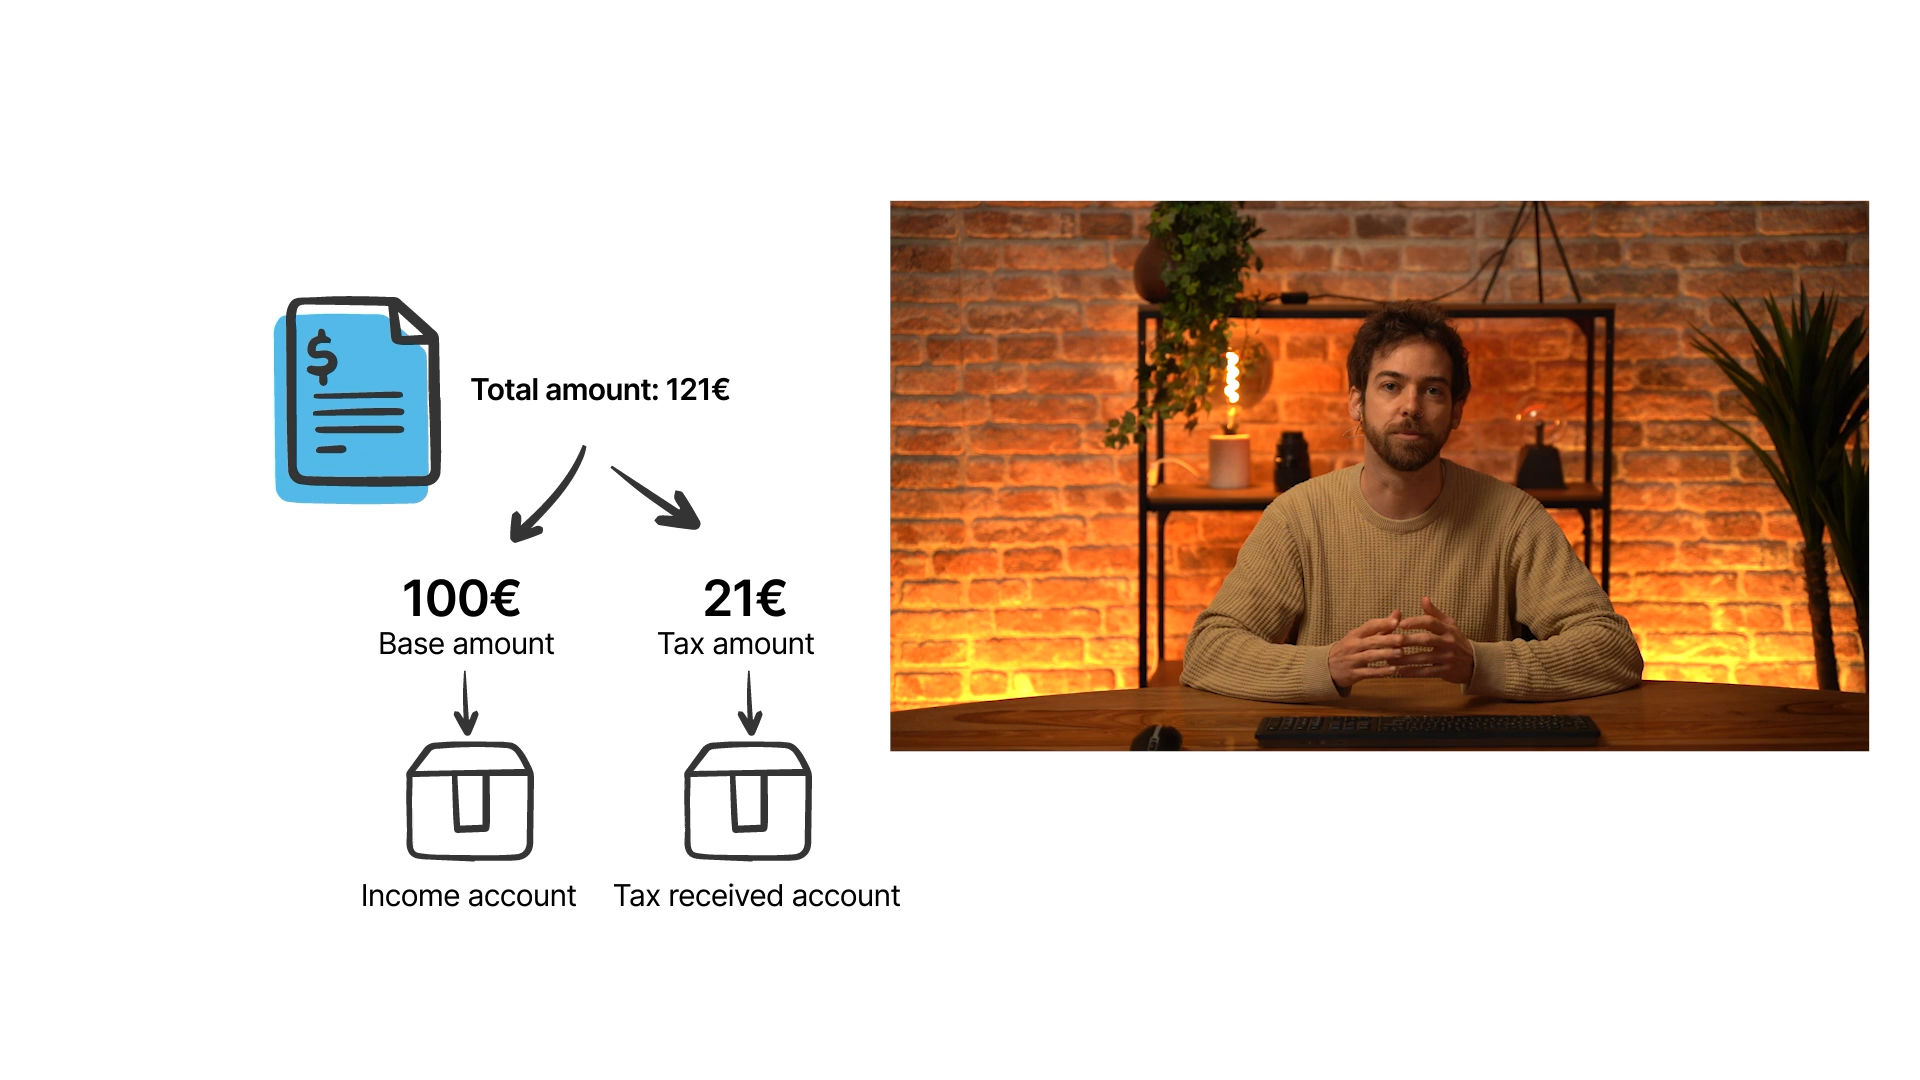 $
Total amount: 121€
100€
Base amount
21€
Tax amount
Income account
Tax received account